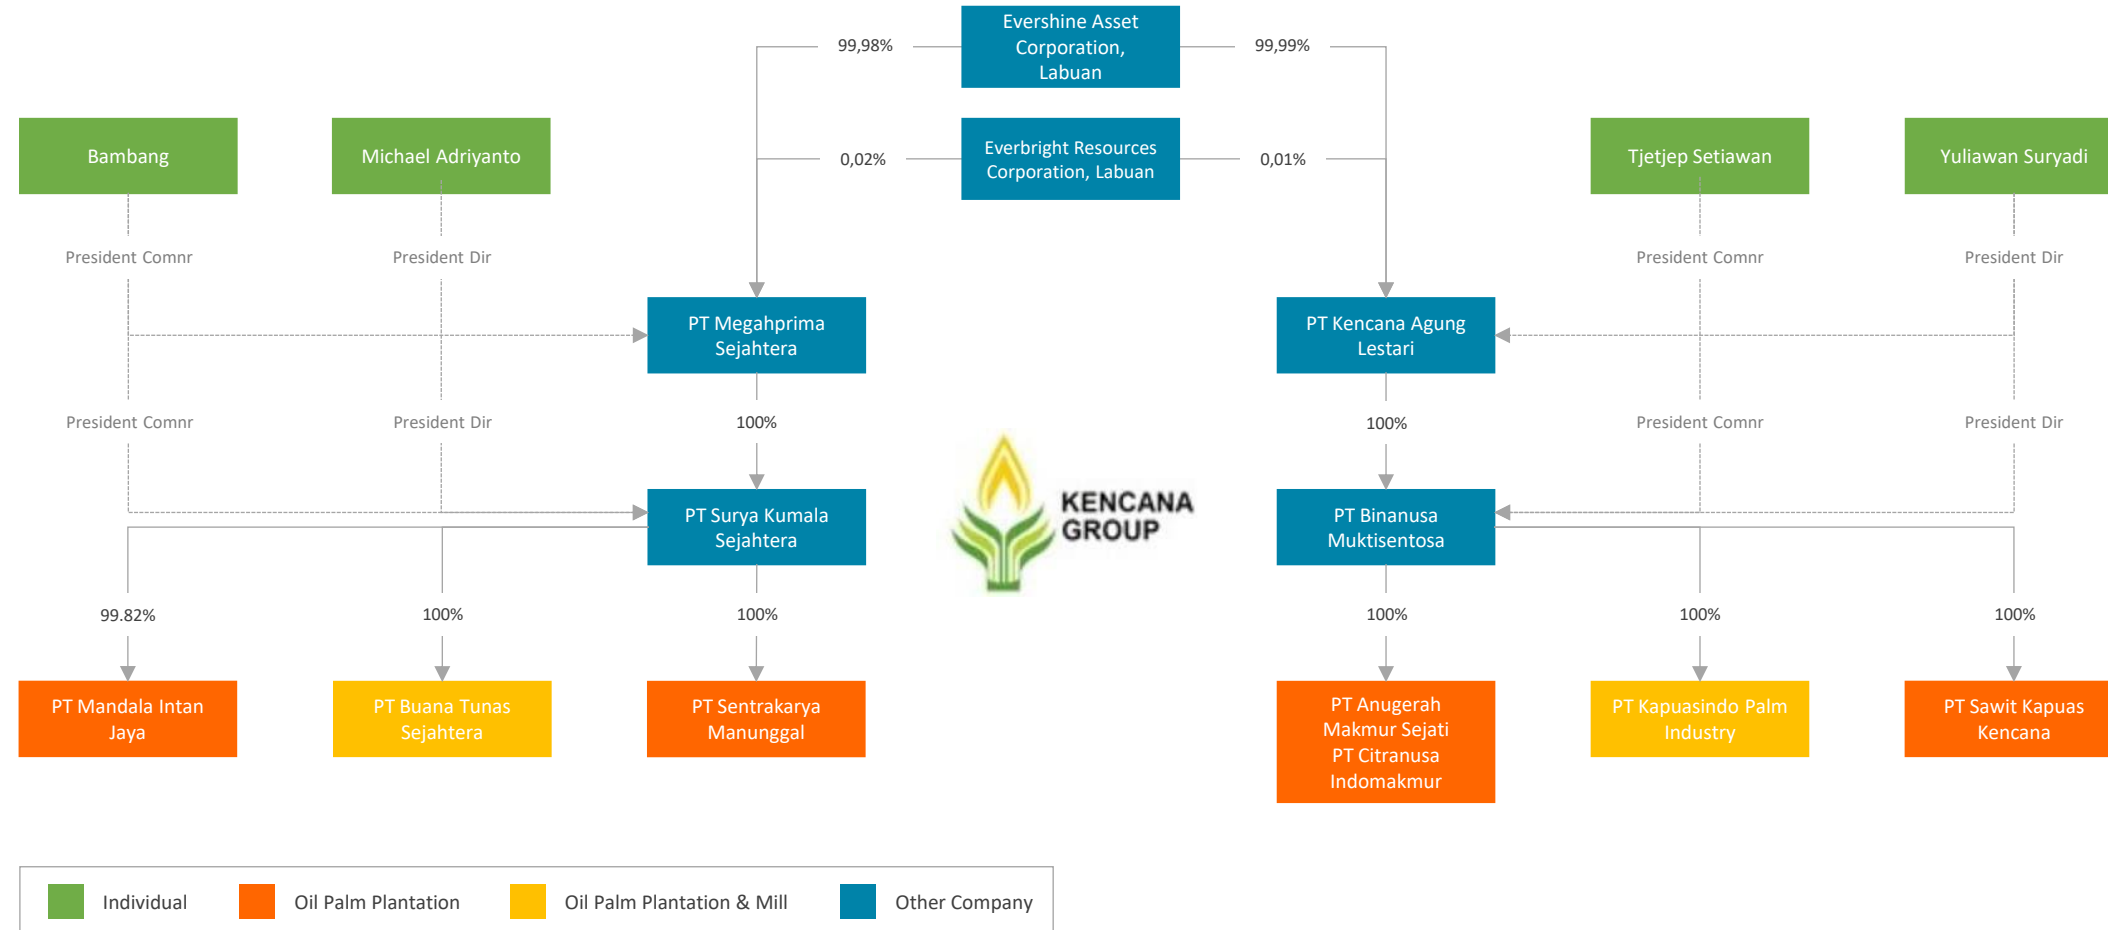 Evershine Asset
Corporation,
Labuan
99,98%
99,99%
Everbright Resources
Corporation, Labuan
0,02%
0,01%
Bambang
Michael Adriyanto
Tjetjep Setiawan
Yuliawan Suryadi
President Comnr
President Dir
President Comnr
President Dir
PT Megahprima
Sejahtera
PT Kencana Agung
Lestari
President Comnr
President Dir
100%
100%
President Comnr
President Dir
KENCANA
GROUP
PT Surya Kumala
Sejahtera
PT Binanusa
Muktisentosa
99.82%
100%
100%
100%
100%
100%
PT Mandala Intan
Jaya
PT Buana Tunas
Sejahtera
PT Sentrakarya
Manunggal
PT Anugerah
Makmur Sejati
PT Citranusa
Indomakmur
PT Kapuasindo Palm
Industry
PT Sawit Kapuas
Kencana
Individual
Oil Palm Plantation
Oil Palm Plantation & Mill
Other Company